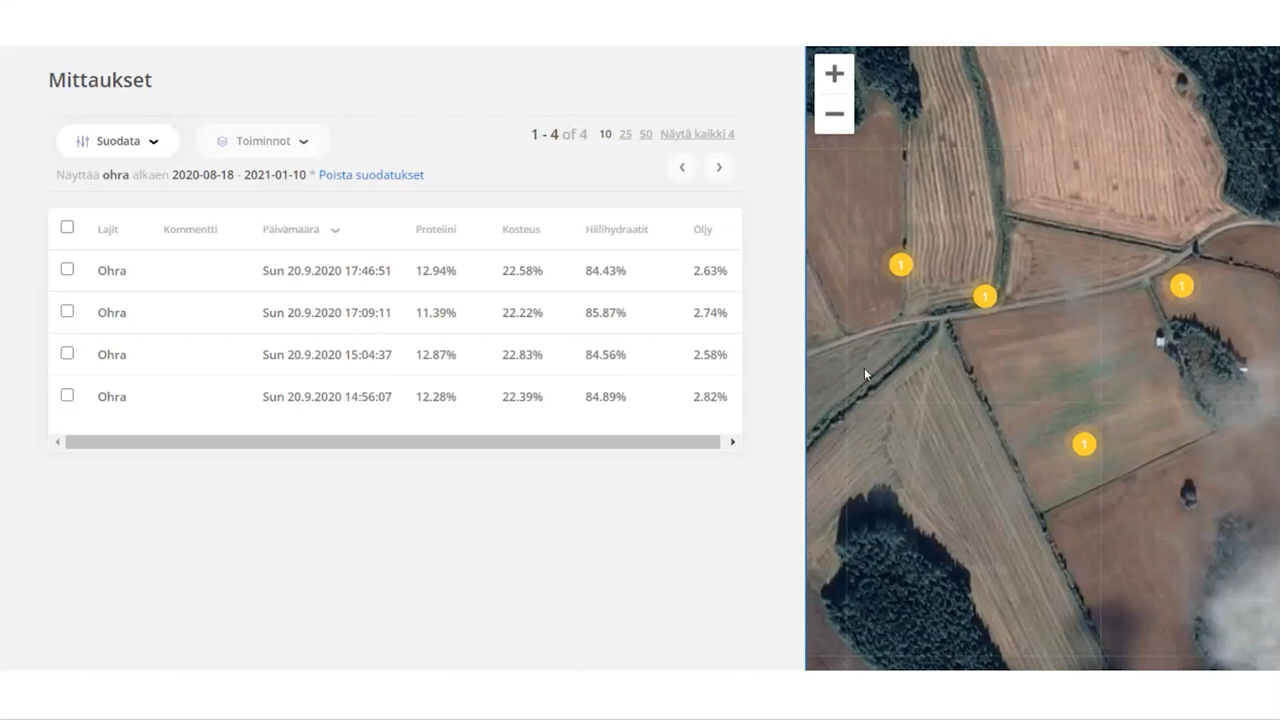 Mittaukset
Suodata Toiminnot 1 - 4 of 4 10 25 50 Näytä kaikki 4
Näyttää ohra alkaen 2020-08-18 - 2021-01-10 * Poista suodatukset
Lajit Kommentti Päivämäärä Proteiini Kosteus Hiilihydraatit Öljy
Ohra Sun 20.9.2020 17:46:51 12.94% 22.58% 84.43% 2.63%
Ohra Sun 20.9.2020 17:09:11 11.39% 22.22% 85.87% 2.74%
Ohra Sun 20.9.2020 15:04:37 12.87% 22.83% 84.56% 2.58%
Ohra Sun 20.9.2020 14:56:07 12.28% 22.39% 84.89% 2.82%
+
−
1
1
1
1